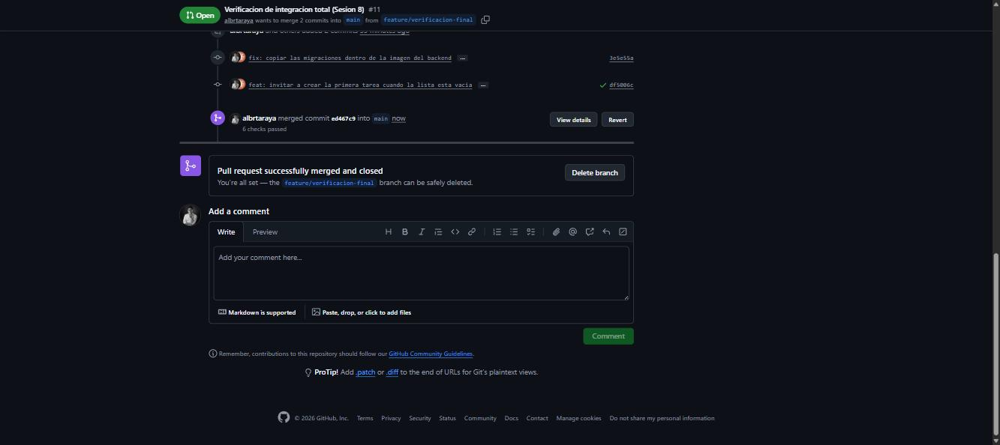 Open
Verificacion de integracion total (Sesion 8) #11
albrtaraya wants to merge 2 commits into main from feature/verificacion-final
albrtaraya and others added 2 commits 55 minutes ago
fix: copiar las migraciones dentro de la imagen del backend ... 3e5e55a
feat: invitar a crear la primera tarea cuando la lista esta vacia ... df5006c
albrtaraya merged commit ed467c9 into main now
View details
Revert
6 checks passed
Pull request successfully merged and closed
You're all set — the feature/verificacion-final branch can be safely deleted.
Delete branch
Add a comment
Write
Preview
Add your comment here...
Markdown is supported
Paste, drop, or click to add files
Comment
Remember, contributions to this repository should follow our GitHub Community Guidelines.
ProTip! Add .patch or .diff to the end of URLs for Git's plaintext views.
© 2026 GitHub, Inc. Terms Privacy Security Status Community Docs Contact Manage cookies Do not share my personal information